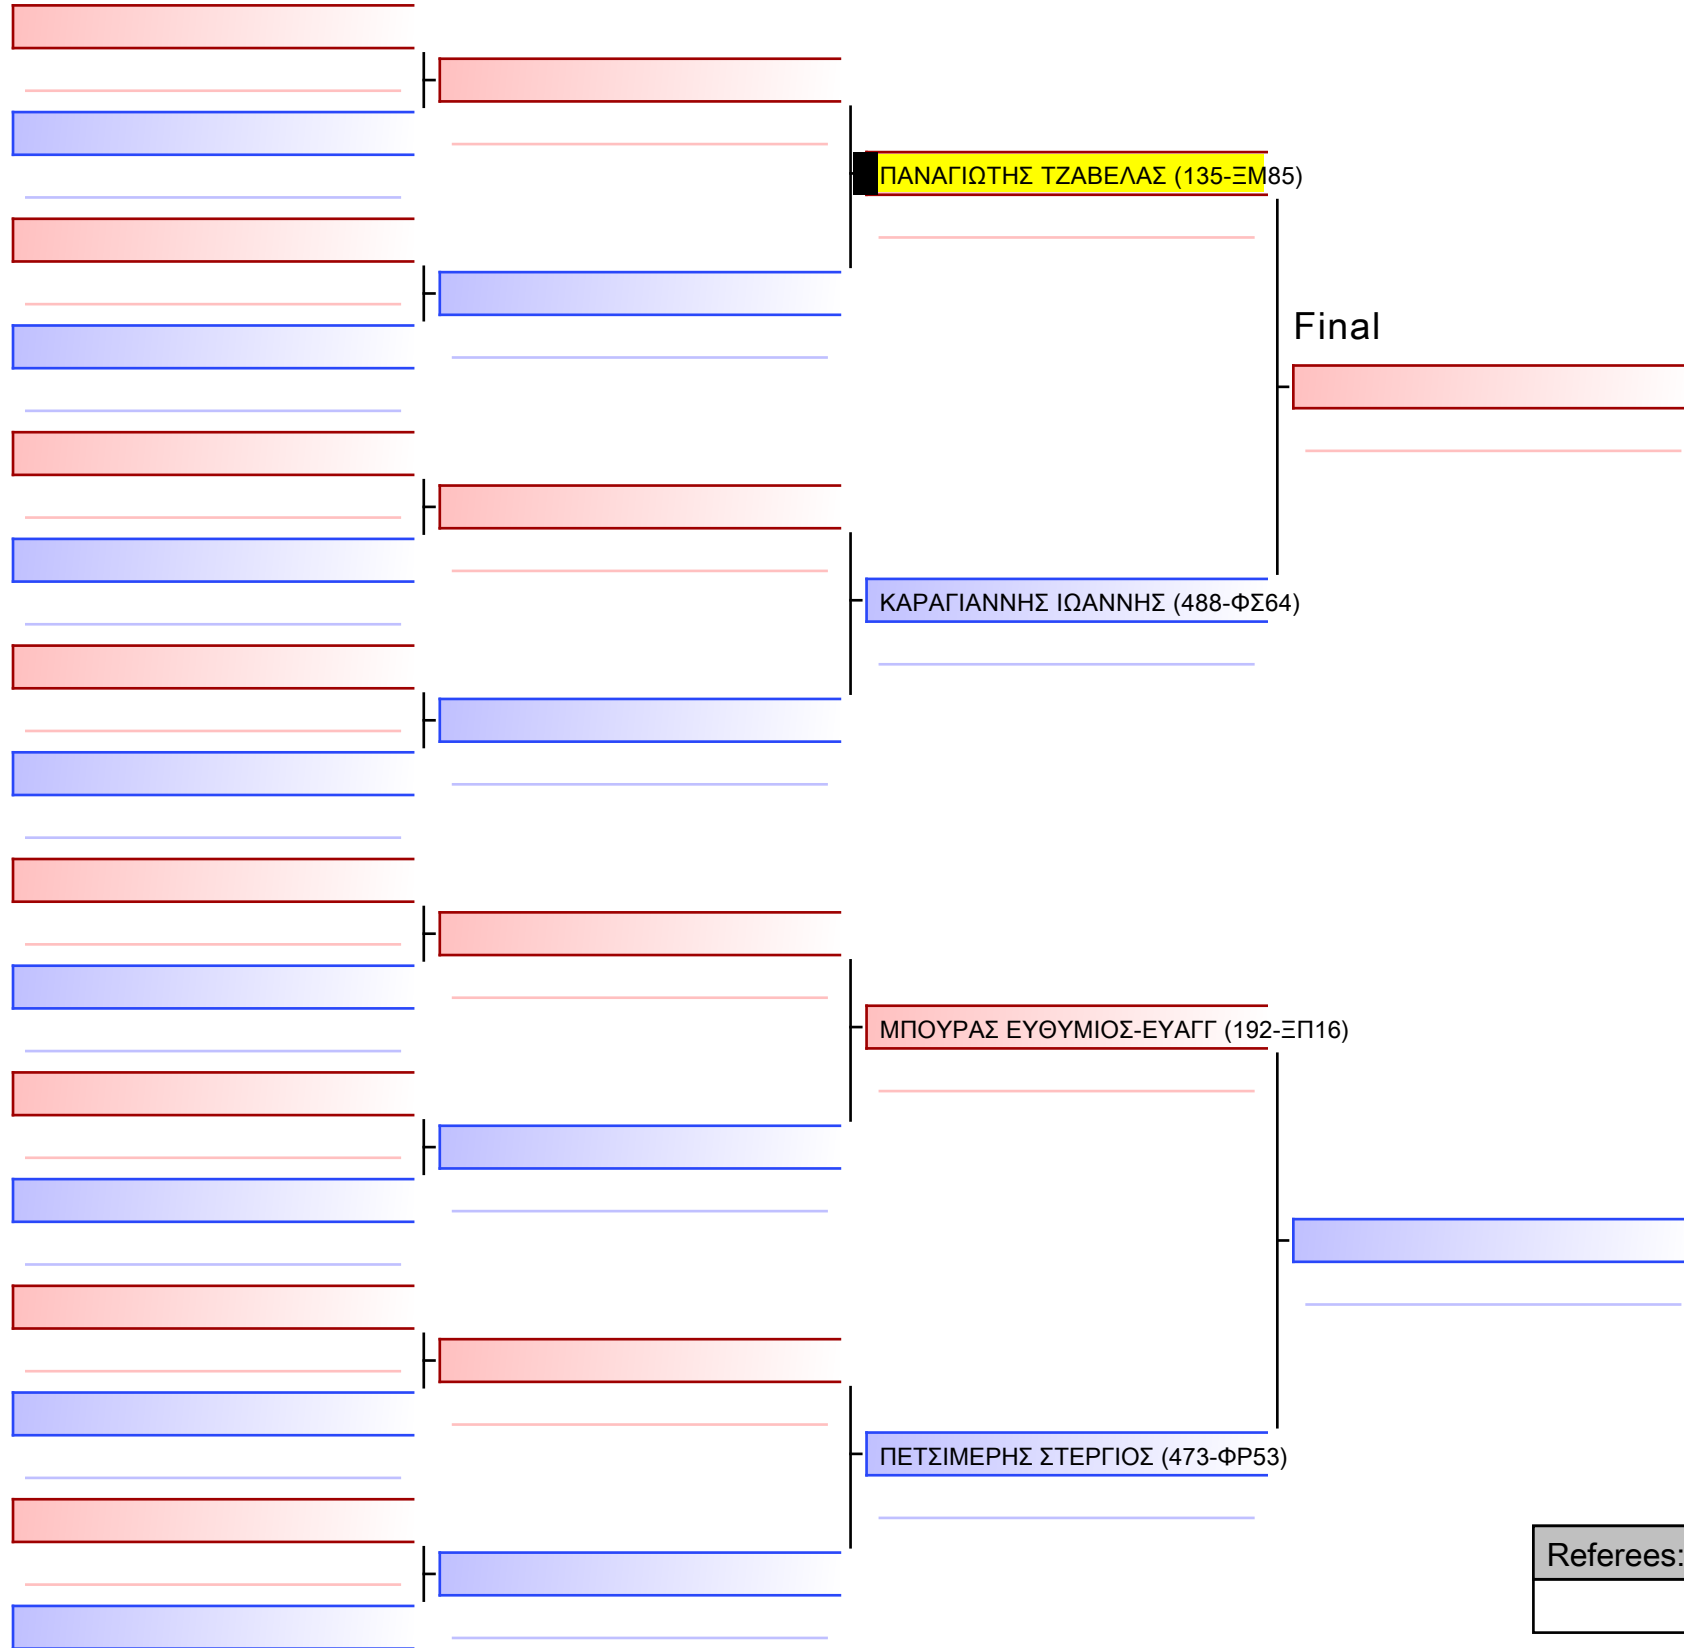 ΠΑΝΑΓΙΩΤΗΣ ΤΖΑΒΕΛΑΣ (135-ΞΜ85)
Final
ΚΑΡΑΓΙΑΝΝΗΣ ΙΩΑΝΝΗΣ (488-ΦΣ64)
ΜΠΟΥΡΑΣ ΕΥΘΥΜΙΟΣ-ΕΥΑΓΓ (192-ΞΠ16)
ΠΕΤΣΙΜΕΡΗΣ ΣΤΕΡΓΙΟΣ (473-ΦΡ53)
Referees: